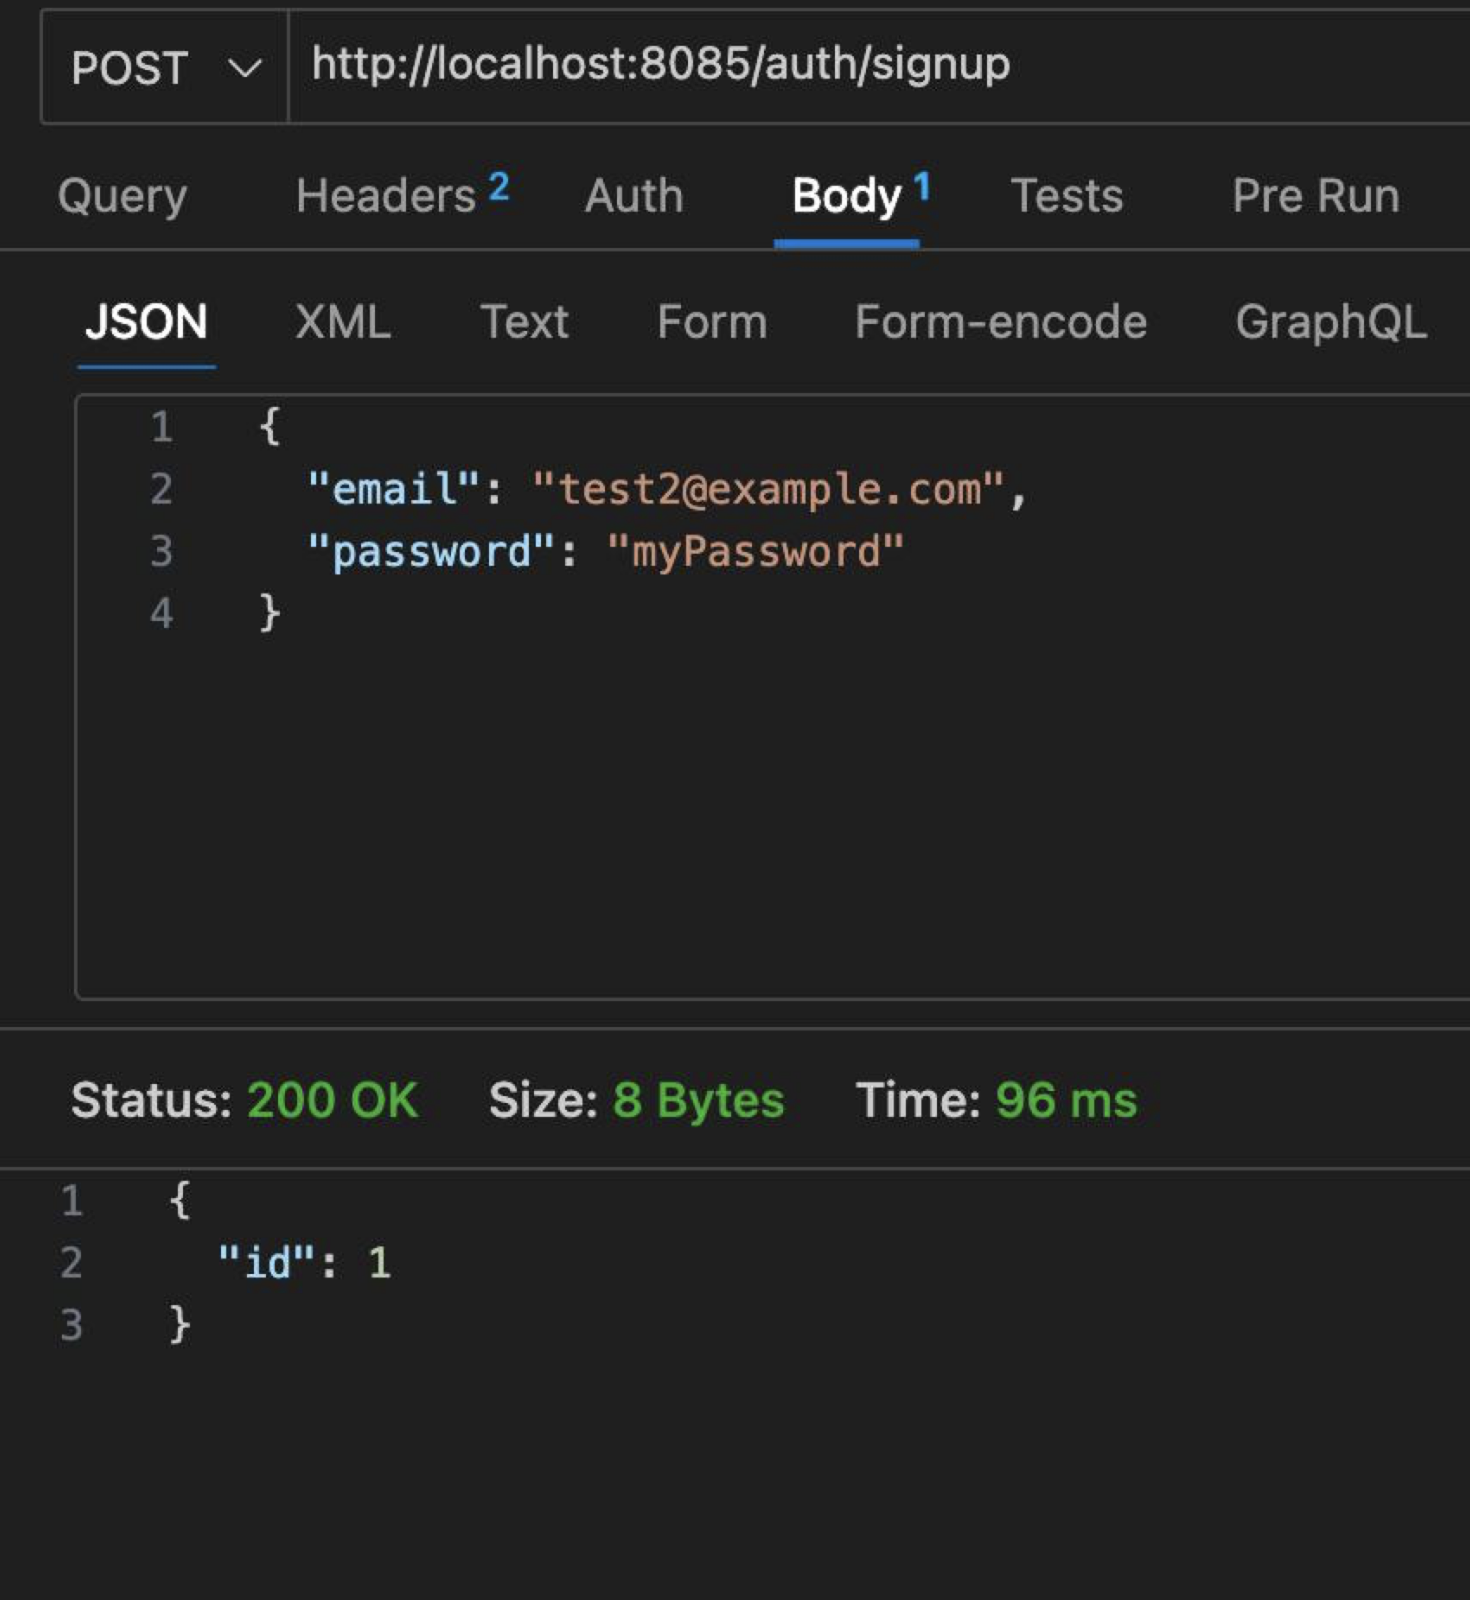 POST http://localhost:8085/auth/signup
Query Headers 2 Auth Body 1 Tests Pre Run
JSON XML Text Form Form-encode GraphQL
1 {
2 "email": "test2@example.com",
3 "password": "myPassword"
4 }
Status: 200 OK Size: 8 Bytes Time: 96 ms
1 {
2 "id": 1
3 }